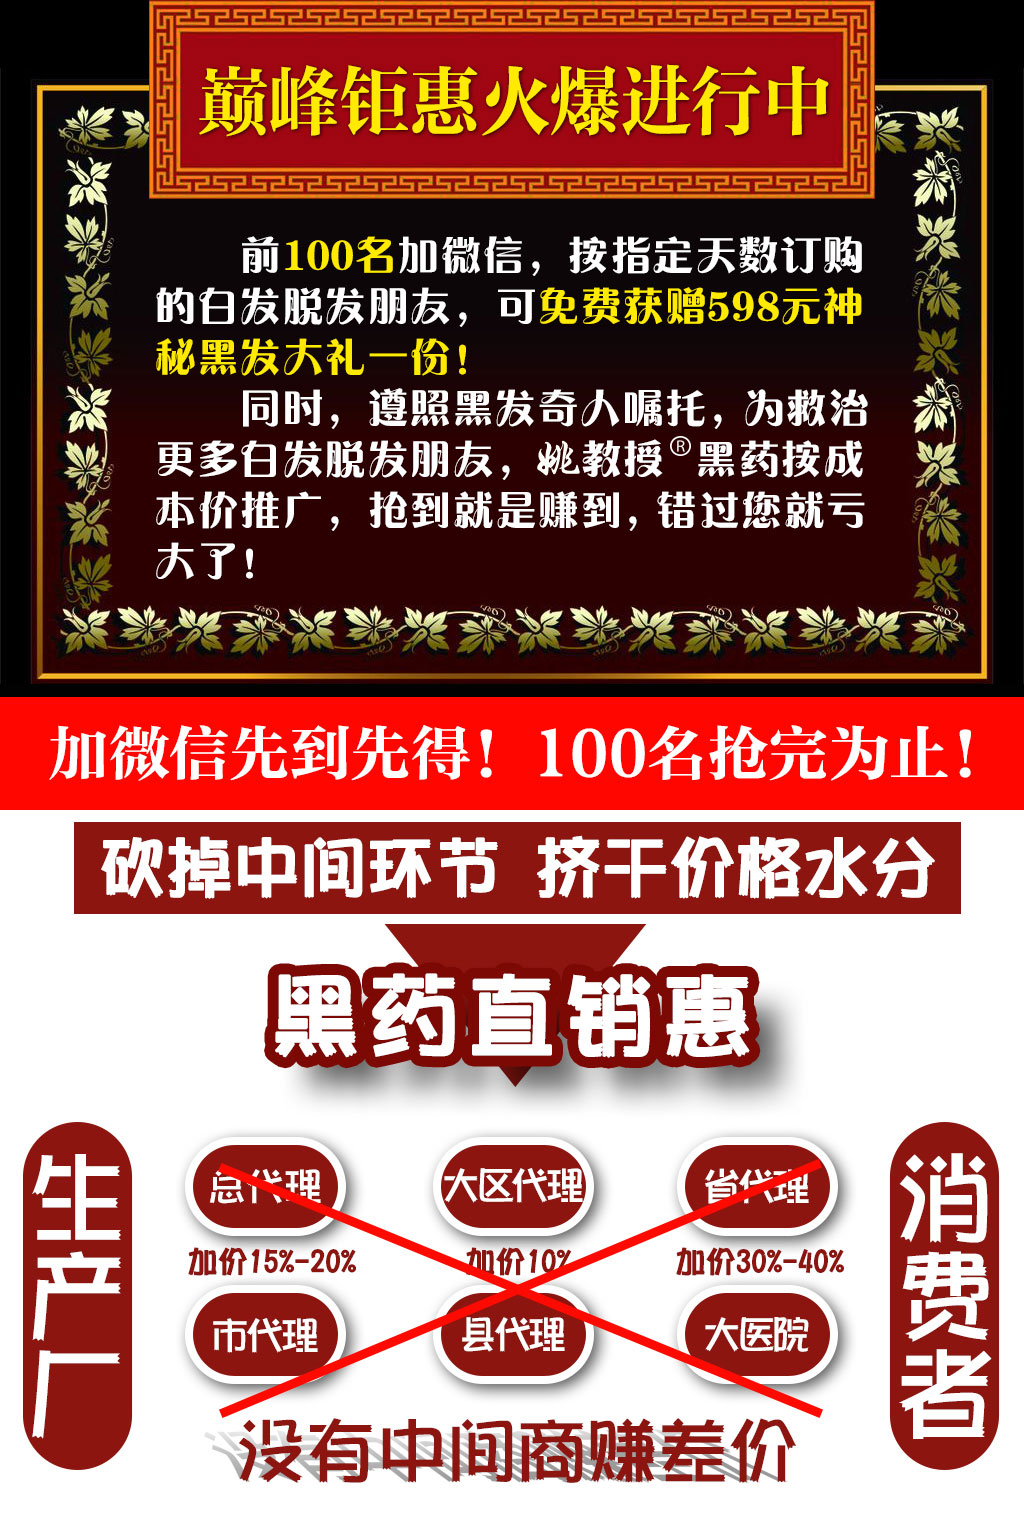 巅峰钜惠火爆进行中
前100名加微信，按指定天数订购
的白发脱发朋友，可免费获赠598元神
秘黑发大礼一份！
同时，遵照黑发奇人嘱托，为救治
更多白发脱发朋友，姚教授®黑药按成
本价推广，抢到就是赚到，错过您就亏
大了！
加微信先到先得！100名抢完为止！
砍掉中间环节 挤干价格水分
黑药直销惠
生产厂
总代理
大区代理
省代理
加价15%-20%
加价10%
加价30%-40%
市代理
县代理
大医院
消费者
没有中间商赚差价